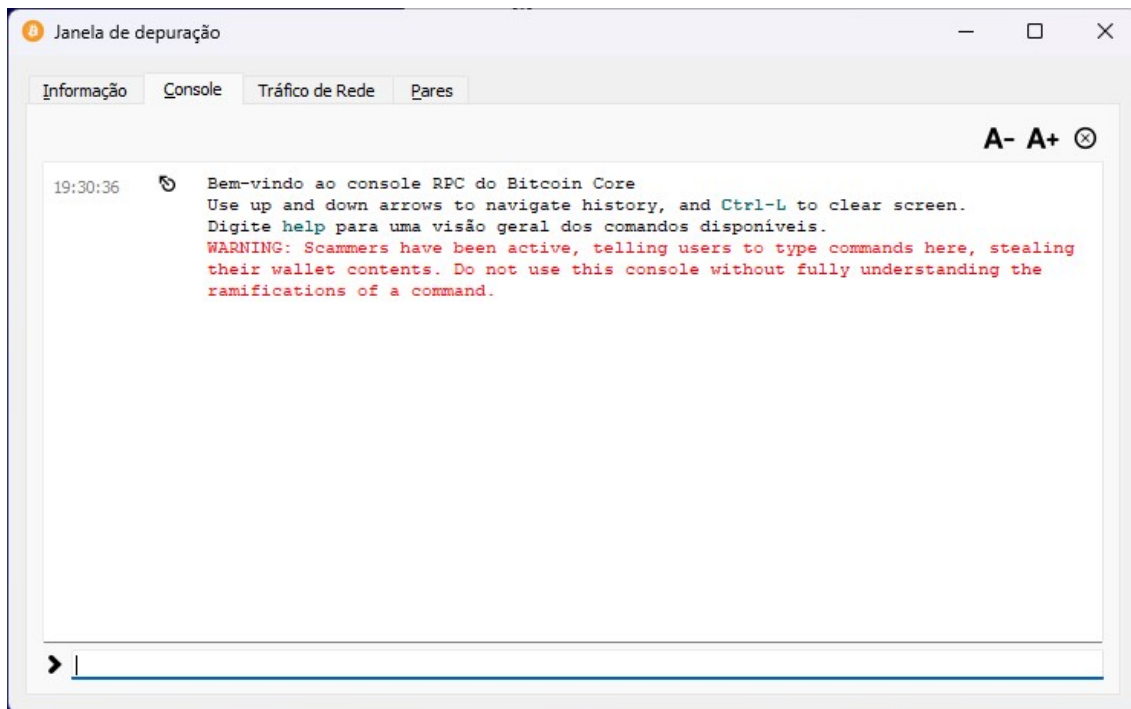 Janela de depuração
Informação Console Tráfico de Rede Pares
A- A+
19:30:36 Bem-vindo ao console RPC do Bitcoin Core
Use up and down arrows to navigate history, and Ctrl-L to clear screen.
Digite help para uma visão geral dos comandos disponíveis.
WARNING: Scammers have been active, telling users to type commands here, stealing
their wallet contents. Do not use this console without fully understanding the
ramifications of a command.